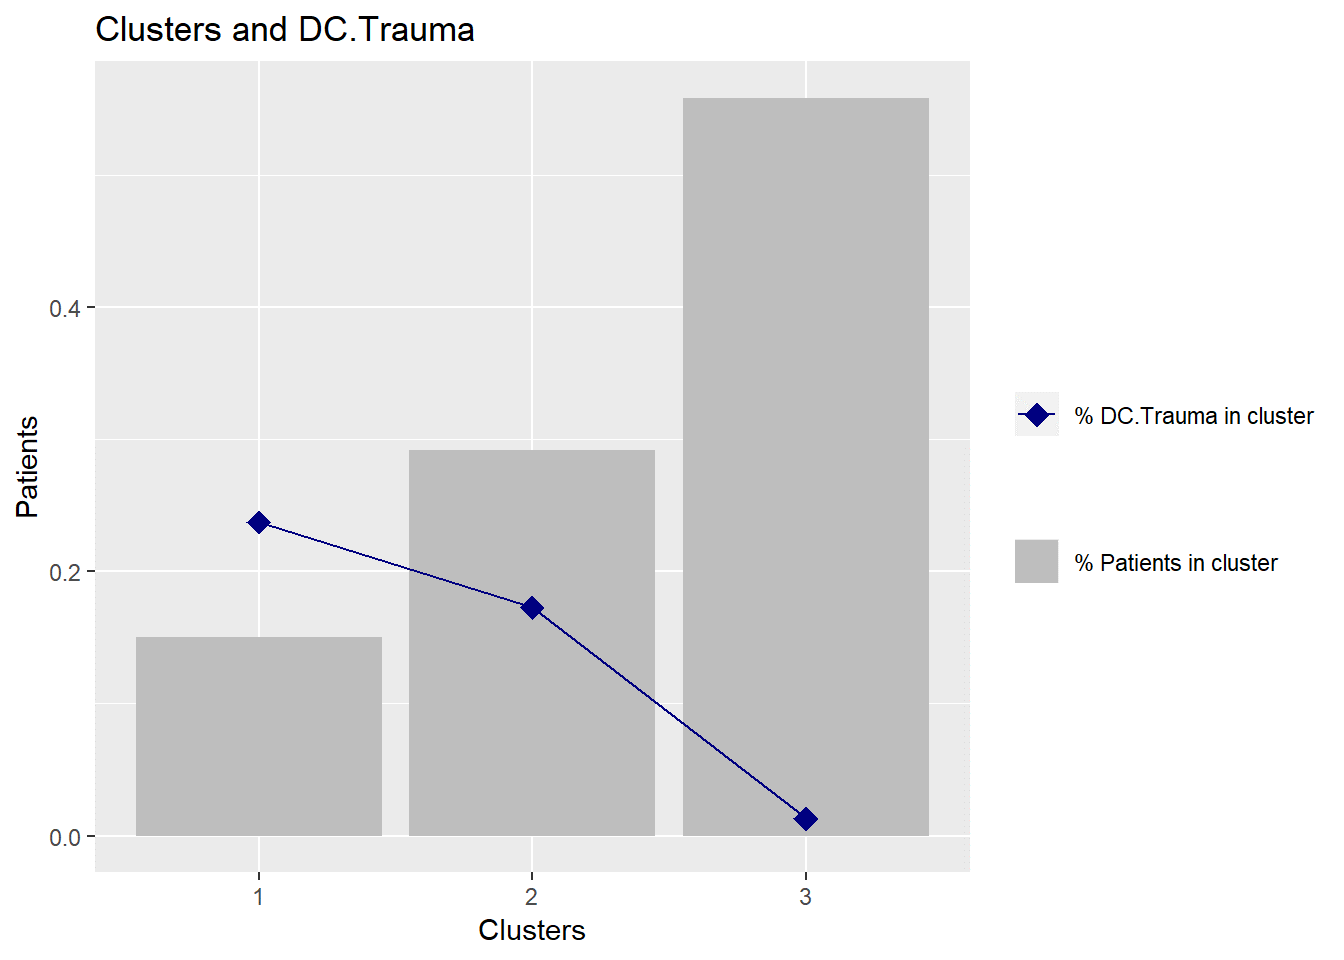 Clusters and DC.Trauma
Patients
0.4
0.2
0.0
1
2
3
Clusters
% DC.Trauma in cluster
% Patients in cluster